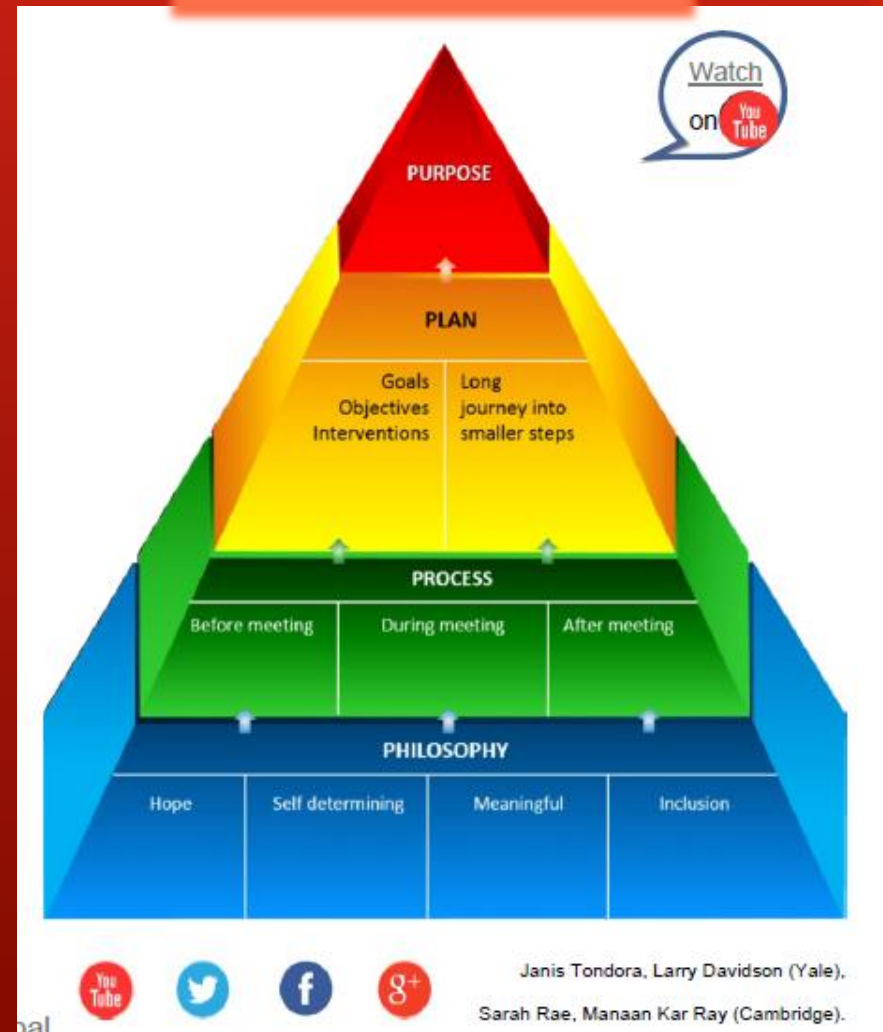 Watch
on You
Tube
PURPOSE
PLAN
Goals
Objectives
Interventions
Long
journey into
smaller steps
PROCESS
Before meeting
During meeting
After meeting
PHILOSOPHY
Hope
Self determining
Meaningful
Inclusion
You
Tube
f
g+
Janis Tondora, Larry Davidson (Yale),
Sarah Rae, Manaan Kar Ray (Cambridge).